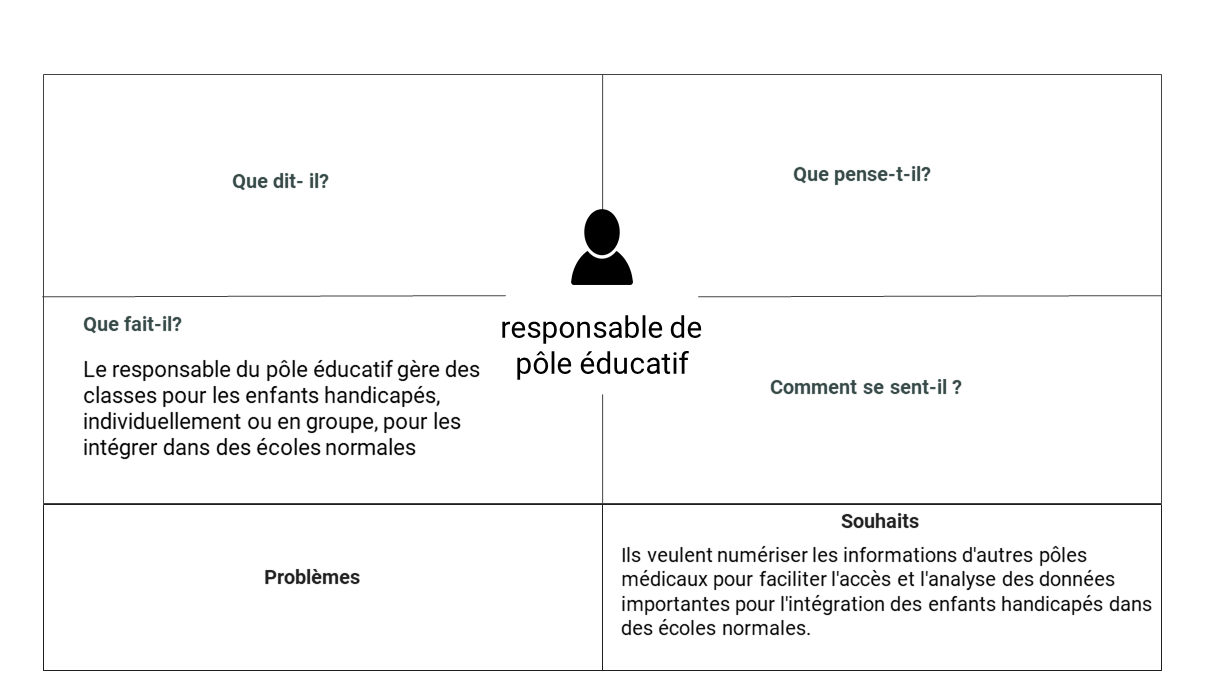 Que dit- il?
Que pense-t-il?
responsable de
pôle éducatif
Que fait-il?
Le responsable du pôle éducatif gère des
classes pour les enfants handicapés,
individuellement ou en groupe, pour les
intégrer dans des écoles normales
Comment se sent-il ?
Problèmes
Souhaits
Ils veulent numériser les informations d'autres pôles
médicaux pour faciliter l'accès et l'analyse des données
importantes pour l'intégration des enfants handicapés dans
des écoles normales.